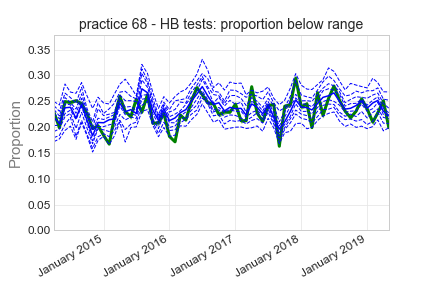 practice 68 - HB tests: proportion below range
Proportion
0.35
0.30
0.25
0.20
0.15
0.10
0.05
0.00
January 2015
January 2016
January 2017
January 2018
January 2019